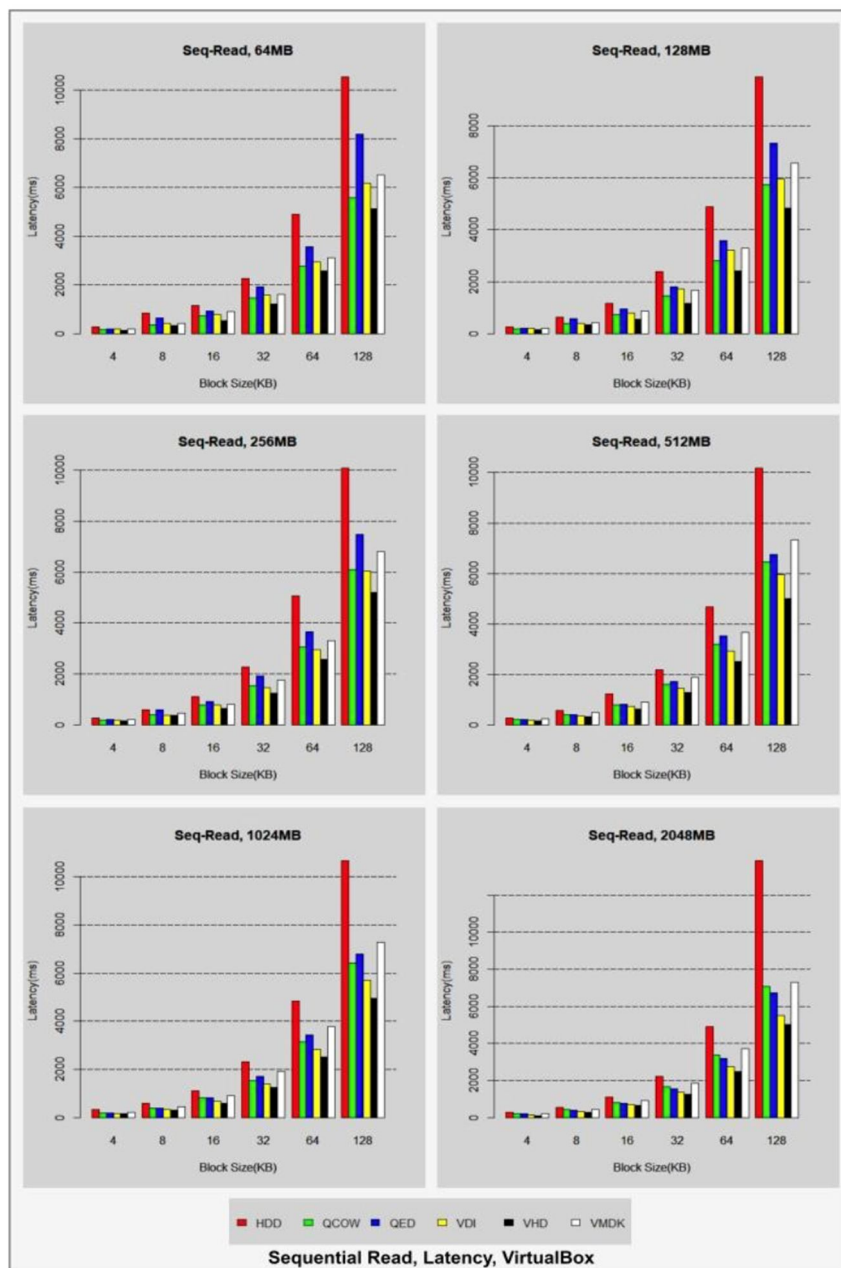 Seq-Read, 64MB
10000
8000
6000
4000
2000
0
Latency(ms)
4 8 16 32 64 128
Block Size(KB)
Seq-Read, 128MB
8000
6000
4000
2000
0
Latency(ms)
4 8 16 32 64 128
Block Size(KB)
Seq-Read, 256MB
10000
8000
6000
4000
2000
0
Latency(ms)
4 8 16 32 64 128
Block Size(KB)
Seq-Read, 512MB
10000
8000
6000
4000
2000
0
Latency(ms)
4 8 16 32 64 128
Block Size(KB)
Seq-Read, 1024MB
10000
8000
6000
4000
2000
0
Latency(ms)
4 8 16 32 64 128
Block Size(KB)
Seq-Read, 2048MB
10000
8000
6000
4000
2000
0
Latency(ms)
4 8 16 32 64 128
Block Size(KB)
HDD QCOW QED VDI VHD VMDK
Sequential Read, Latency, VirtualBox